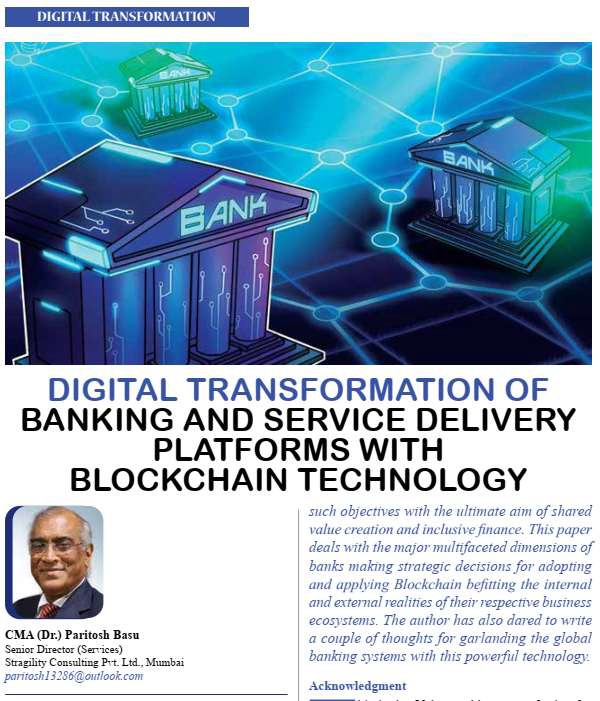 DIGITAL TRANSFORMATION
BANK
BANK
BANK
DIGITAL TRANSFORMATION OF
BANKING AND SERVICE DELIVERY
PLATFORMS WITH
BLOCKCHAIN TECHNOLOGY
CMA (Dr.) Paritosh Basu
Senior Director (Services)
Stragility Consulting Pvt. Ltd., Mumbai
paritosh13286@outlook.com
such objectives with the ultimate aim of shared
value creation and inclusive finance. This paper
deals with the major multifaceted dimensions of
banks making strategic decisions for adopting
and applying Blockchain befitting the internal
and external realities of their respective business
ecosystems. The author has also dared to write
a couple of thoughts for garlanding the global
banking systems with this powerful technology.
Acknowledgment